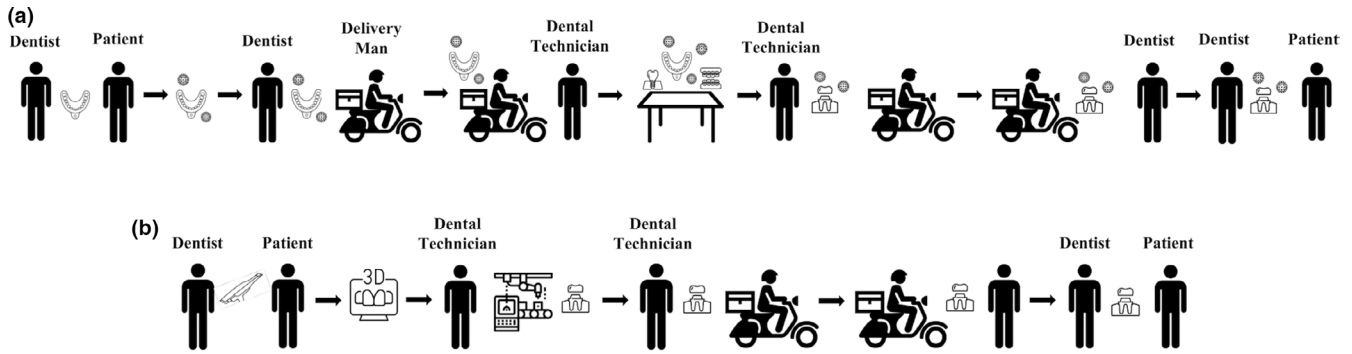 (a)
Dentist
Patient
Dentist
Delivery
Man
Dental
Technician
Dental
Technician
Dentist
Dentist
Patient
(b)
Dentist
Patient
3D
Dental
Technician
Dental
Technician
Dentist
Patient